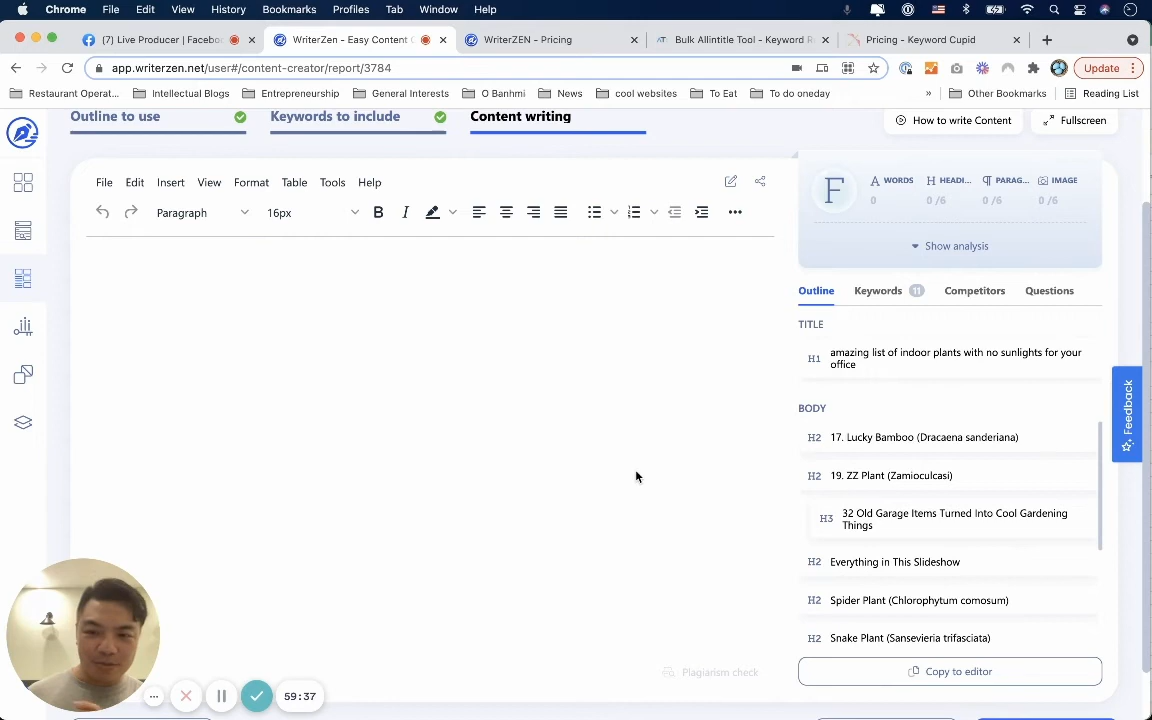 Chrome File Edit View History Bookmarks Profiles Tab Window Help
(7) Live Producer | Faceboo
WriterZen - Easy Content C
WriterZEN - Pricing
Bulk Allintitle Tool - Keyword R
Pricing - Keyword Cupid
app.writerzen.net/user#/content-creator/report/3784
Update
Restaurant Operat... Intellectual Blogs Entrepreneurship General Interests O Banhmi News cool websites To Eat To do oneday » Other Bookmarks Reading List
Outline to use
Keywords to include
Content writing
How to write Content
Fullscreen
File Edit Insert View Format Table Tools Help
Paragraph 16px B I
F
WORDS HEADI... PARAG... IMAGE
0 0 /6 0 /6 0 /6
Show analysis
Outline Keywords 11 Competitors Questions
TITLE
H1 amazing list of indoor plants with no sunlights for your
office
BODY
H2 17. Lucky Bamboo (Dracaena sanderiana)
H2 19. ZZ Plant (Zamioculcasi)
H3 32 Old Garage Items Turned Into Cool Gardening
Things
H2 Everything in This Slideshow
H2 Spider Plant (Chlorophytum comosum)
H2 Snake Plant (Sansevieria trifasciata)
Copy to editor
Plagiarism check
Feedback
59:37